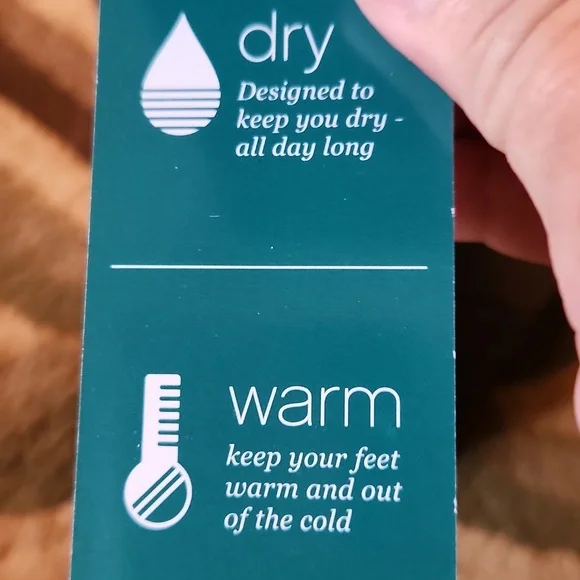 dry
Designed to
keep you dry -
all day long
warm
keep your feet
warm and out
of the cold